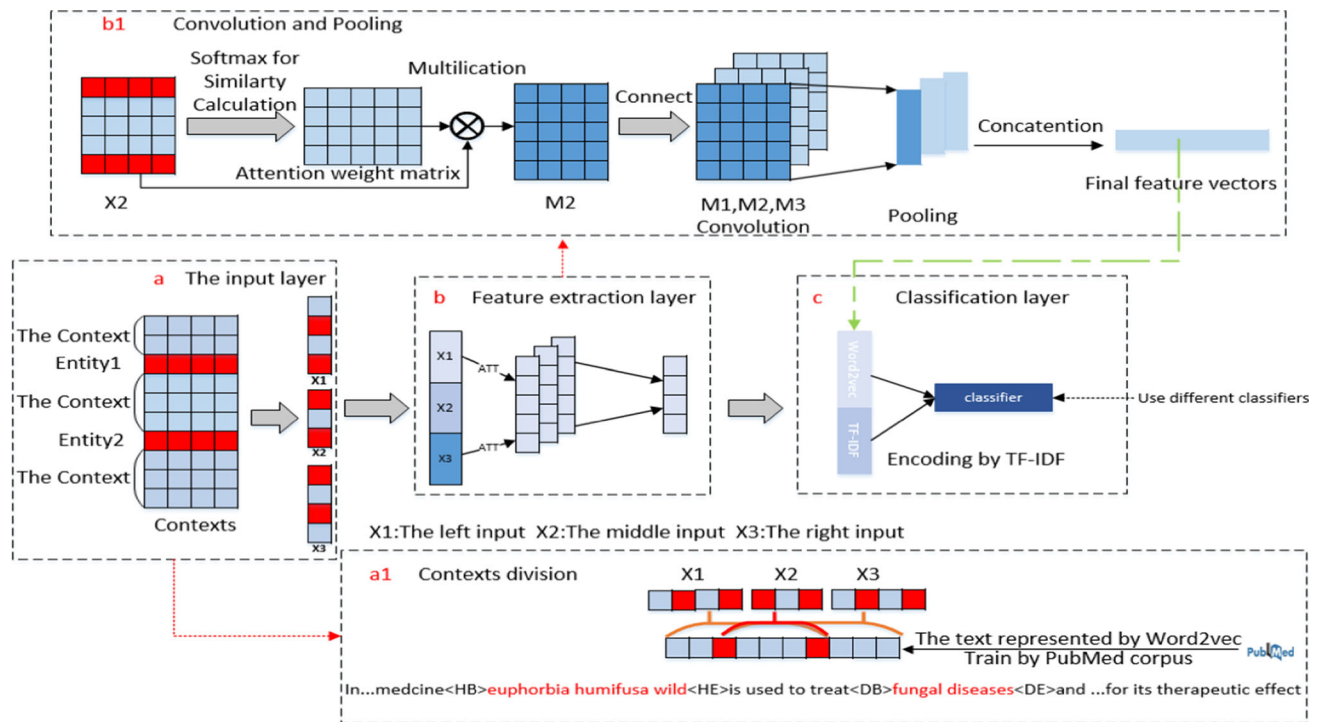 b1 Convolution and Pooling
Softmax for
Similarty
Calculation
Multilication
Connect
Concatention
Attention weight matrix
X2
M2
M1,M2,M3
Convolution
Pooling
Final feature vectors
a The input layer
The Context
Entity1
The Context
Entity2
The Context
Contexts
X1
X2
X3
b Feature extraction layer
X1
X2
X3
ATT
ATT
c Classification layer
Word2vec
TF-IDF
classifier
Use different classifiers
Encoding by TF-IDF
X1:The left input X2:The middle input X3:The right input
a1 Contexts division
X1 X2 X3
The text represented by Word2vec
Train by PubMed corpus
PubMed
In...medcine<HB>euphorbia humifusa wild<HE>is used to treat<DB>fungal diseases<DE>and ...for its therapeutic effect